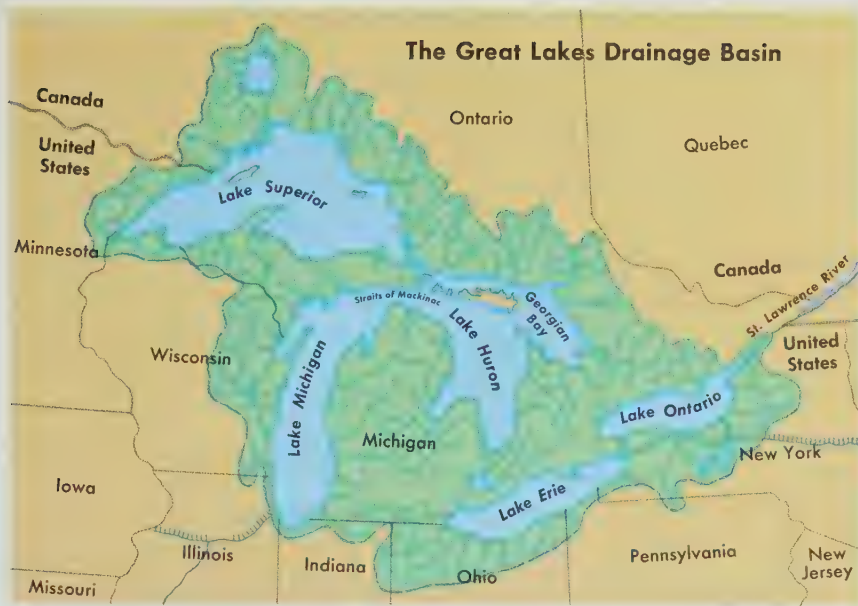 The Great Lakes Drainage Basin
Canada
United
States
Ontario
Quebec
Lake Superior
Minnesota
Canada
St. Lawrence River
Straits of Mackinac
Georgian
Bay
United
States
Wisconsin
Lake Michigan
Lake Huron
Lake Ontario
Michigan
New York
Iowa
Lake Erie
Illinois
Indiana
Ohio
Pennsylvania
New
Jersey
Missouri